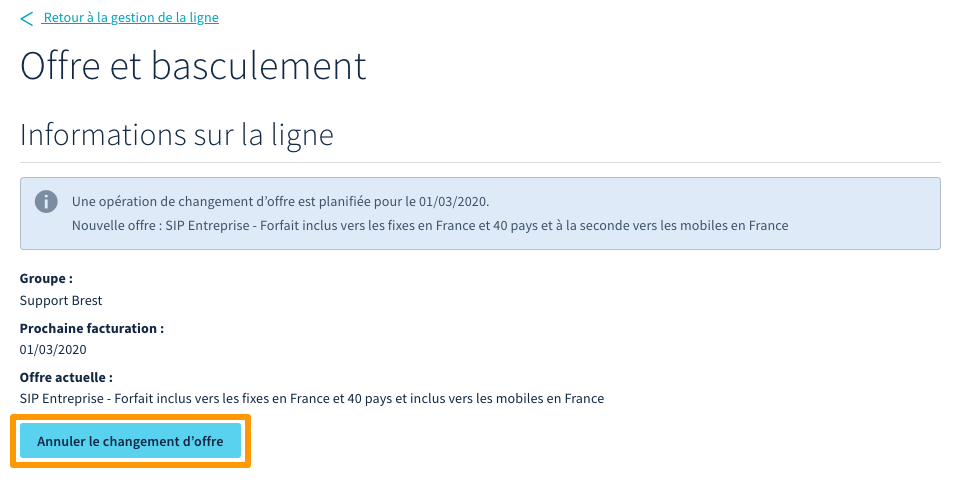 Retour à la gestion de la ligne
Offre et basculement
Informations sur la ligne
Une opération de changement d’offre est planifiée pour le 01/03/2020.
Nouvelle offre : SIP Entreprise - Forfait inclus vers les fixes en France et 40 pays et à la seconde vers les mobiles en France
Groupe :
Support Brest
Prochaine facturation :
01/03/2020
Offre actuelle :
SIP Entreprise - Forfait inclus vers les fixes en France et 40 pays et inclus vers les mobiles en France
Annuler le changement d’offre